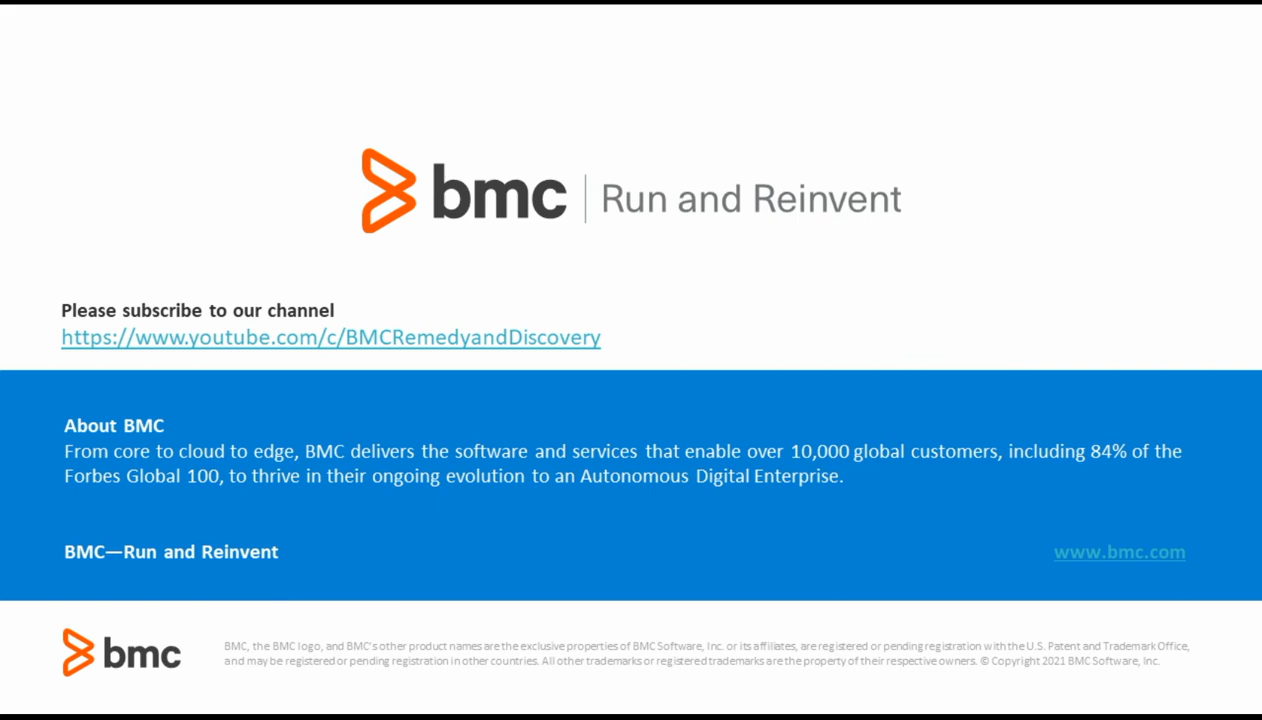 bmc | Run and Reinvent
Please subscribe to our channel
https://www.youtube.com/c/BMCRemedyandDiscovery
About BMC
From core to cloud to edge, BMC delivers the software and services that enable over 10,000 global customers, including 84% of the
Forbes Global 100, to thrive in their ongoing evolution to an Autonomous Digital Enterprise.
BMC—Run and Reinvent
www.bmc.com
bmc
BMC, the BMC logo, and BMC's other product names are the exclusive properties of BMC Software, Inc. or its affiliates, are registered or pending registration with the U.S. Patent and Trademark Office,
and may be registered or pending registration in other countries. All other trademarks or registered trademarks are the property of their respective owners. © Copyright 2021 BMC Software, Inc.